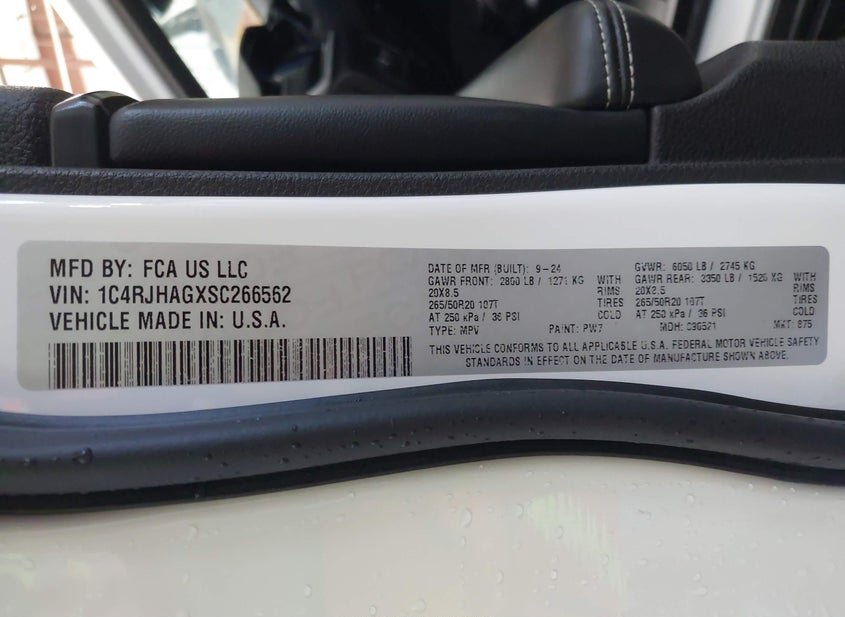 MFD BY: FCA US LLC
VIN: 1C4RJHAGXSC266562
VEHICLE MADE IN: U.S.A.
DATE OF MFR (BUILT): 9-24 GVWR: 6050 LB / 2745 KG
GAWR FRONT: 2800 LB / 1271 KG WITH GAWR REAR: 3350 LB / 1520 KG WITH
20X8.5 RIMS 20X8.5 RIMS
265/50R20 107T TIRES 265/50R20 107T TIRES
AT 250 kPa / 36 PSI COLD AT 250 kPa / 36 PSI COLD
TYPE: MPV PAINT: PW7 MDH: MKT:
THIS VEHICLE CONFORMS TO ALL APPLICABLE U.S.A. FEDERAL MOTOR VEHICLE SAFETY
STANDARDS IN EFFECT ON THE DATE OF MANUFACTURE SHOWN ABOVE.